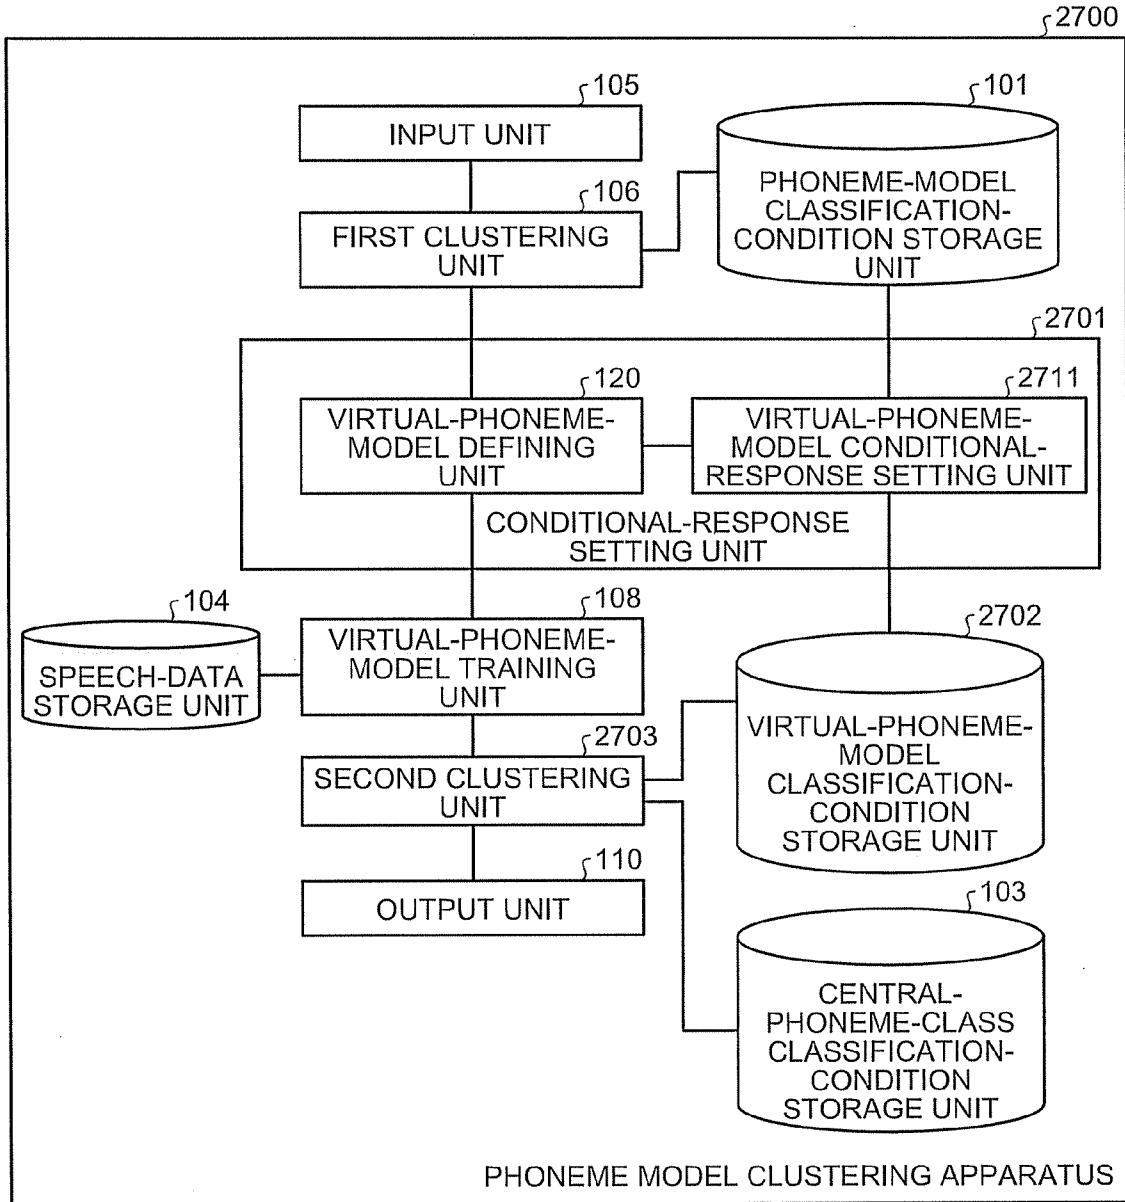 2700
105
INPUT UNIT
101
PHONEME-MODEL
CLASSIFICATION-
CONDITION STORAGE
UNIT
106
FIRST CLUSTERING
UNIT
2701
120
VIRTUAL-PHONEME-
MODEL DEFINING
UNIT
2711
VIRTUAL-PHONEME-
MODEL CONDITIONAL-
RESPONSE SETTING UNIT
CONDITIONAL-RESPONSE
SETTING UNIT
104
SPEECH-DATA
STORAGE UNIT
108
VIRTUAL-PHONEME-
MODEL TRAINING
UNIT
2702
VIRTUAL-PHONEME-
MODEL
CLASSIFICATION-
CONDITION
STORAGE UNIT
2703
SECOND CLUSTERING
UNIT
110
OUTPUT UNIT
103
CENTRAL-
PHONEME-CLASS
CLASSIFICATION-
CONDITION
STORAGE UNIT
PHONEME MODEL CLUSTERING APPARATUS